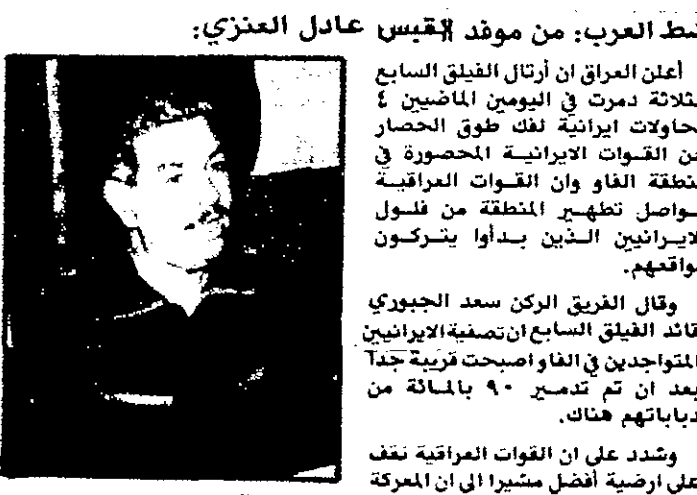 شط العرب: من موفد القبس عادل العنزي:
أعلن العراق ان أرتال الفيلق السابع
الثلاثة دمرت في اليومين الماضيين ٤
محاولات ايرانية لفك طوق الحصار
عن القوات الايرانية المحصورة في
منطقة الفاو وان القوات العراقية
تواصل تطهير المنطقة من فلول
الايرانيين الذين بدأوا يتركون
مواقعهم.
وقال الفريق الركن سعد الجبوري
قائد الفيلق السابع ان تصفية الايرانيين
المتواجدين في الفاو اصبحت قريبة جدا
بعد ان تم تدمير ٩٠ بالمائة من
دباباتهم هناك.
وشدد على ان القوات العراقية تقف
على ارضية أفضل مشيرا الى ان المعركة